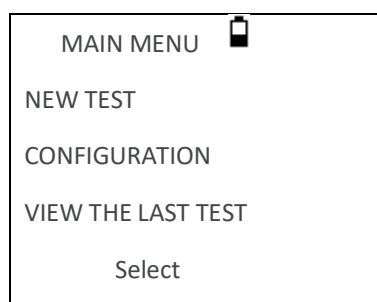 MAIN MENU
NEW TEST
CONFIGURATION
VIEW THE LAST TEST
Select